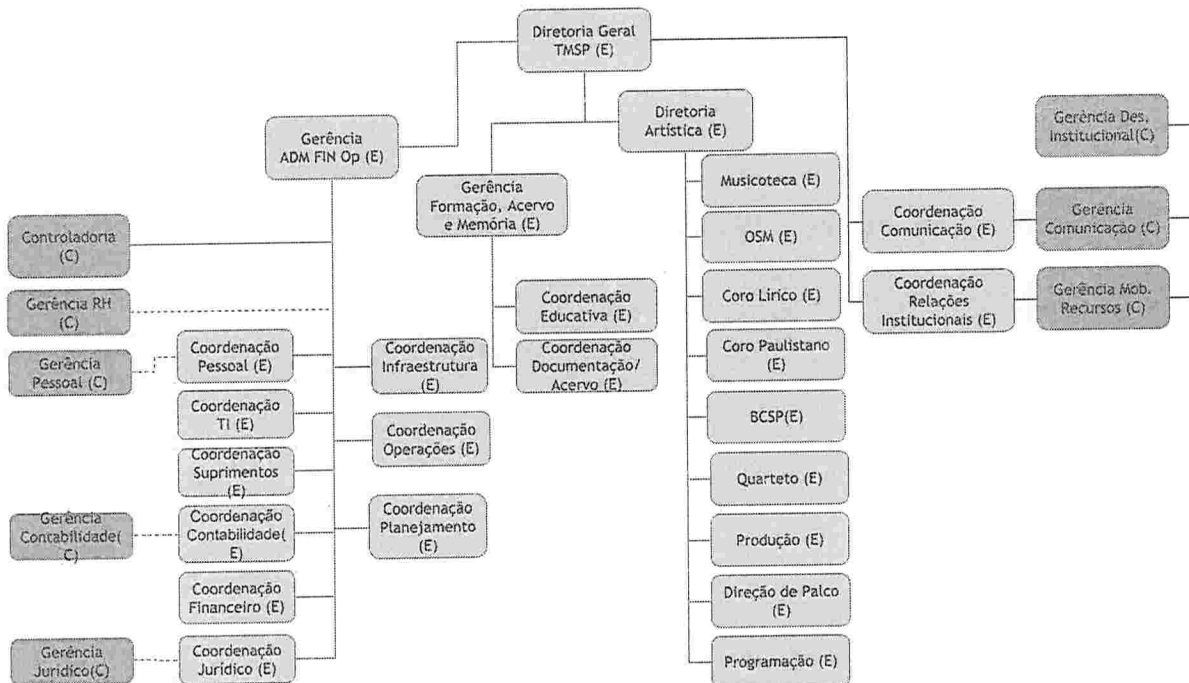 Diretoria Geral
TMSP (E)
Diretoria
Artística (E)
Gerência
ADM FIN Op (E)
Gerência
Formação, Acervo
e Memória (E)
Gerência Des.
Institucional(C)
Musicoteca (E)
OSM (E)
Coro Lírico (E)
Coro Paulistano
(E)
BCSP(E)
Quarteto (E)
Produção (E)
Direção de Palco
(E)
Programação (E)
Coordenação
Comunicação (E)
Gerência
Comunicação (C)
Coordenação
Relações
Institucionais (E)
Gerência Mob.
Recursos (C)
Controladoria
(C)
Gerência RH
(C)
Gerência
Pessoal (C)
Coordenação
Pessoal (E)
Coordenação
TI (E)
Coordenação
Suprimentos
(E)
Gerência
Contabilidade(
C)
Coordenação
Contabilidade(
E)
Coordenação
Financeiro (E)
Gerência
Jurídico(C)
Coordenação
Jurídico (E)
Coordenação
Infraestrutura
(E)
Coordenação
Operações (E)
Coordenação
Planejamento
(E)
Coordenação
Educativa (E)
Coordenação
Documentação/
Acervo (E)